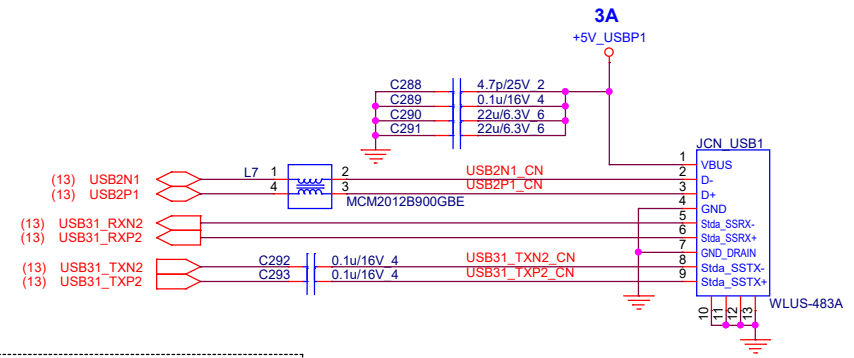 3A
+5V_USBP1
C288 4.7p/25V_2
C289 0.1u/16V_4
C290 22u/6.3V_6
C291 22u/6.3V_6
JCN_USB1
1 VBUS
(13) USB2N1 L7 1 2 USB2N1_CN 2 D-
(13) USB2P1 4 3 USB2P1_CN 3 D+
MCM2012B900GBE
4 GND
(13) USB31_RXN2 5 Stda_SSRX-
(13) USB31_RXP2 6 Stda_SSRX+
7 GND_DRAIN
(13) USB31_TXN2 C292 0.1u/16V_4 USB31_TXN2_CN 8 Stda_SSTX-
(13) USB31_TXP2 C293 0.1u/16V_4 USB31_TXP2_CN 9 Stda_SSTX+
WLUS-483A
10 11 12 13